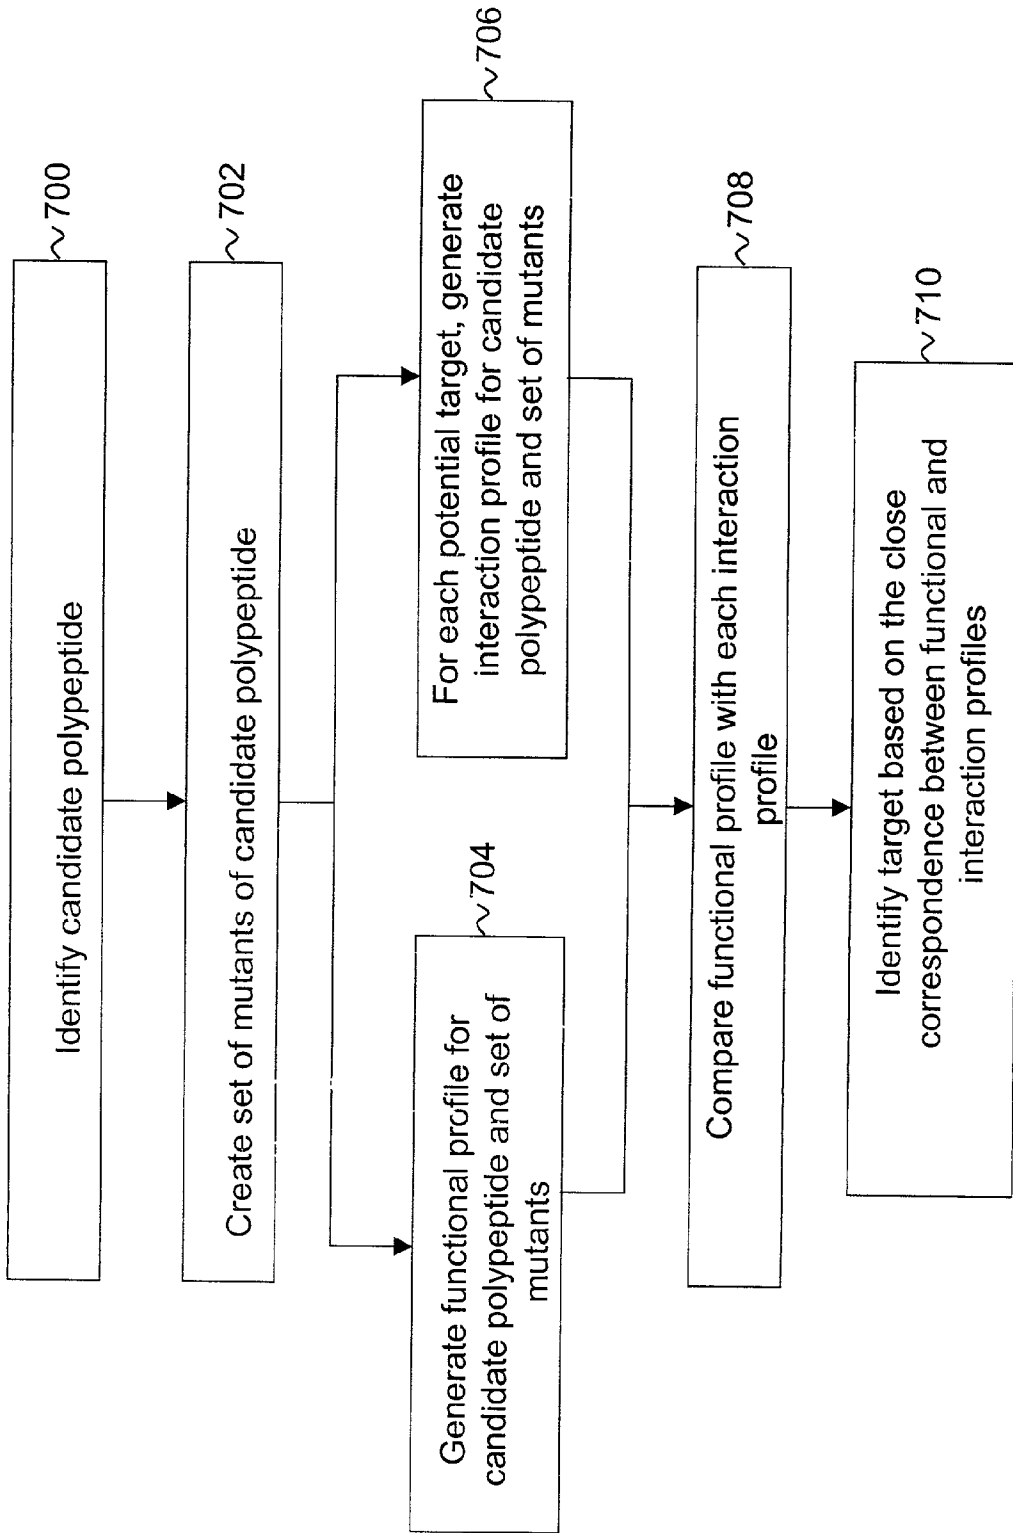 Identify candidate polypeptide
700
Create set of mutants of candidate polypeptide
702
Generate functional profile for
candidate polypeptide and set of
mutants
704
For each potential target, generate
interaction profile for candidate
polypeptide and set of mutants
706
Compare functional profile with each interaction
profile
708
Identify target based on the close
correspondence between functional and
interaction profiles
710